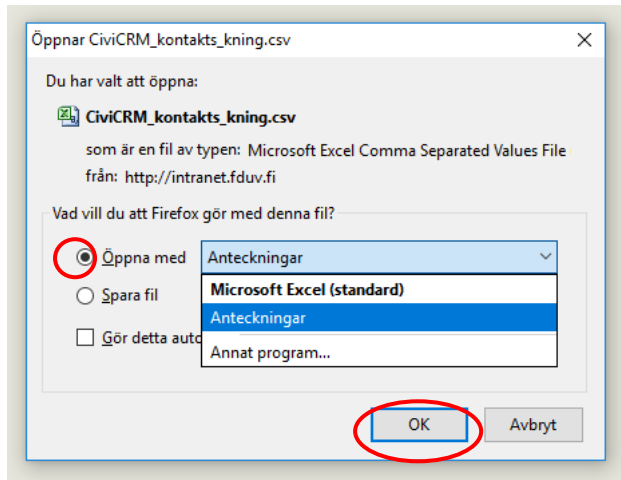 Öppnar CiviCRM_kontakts_kning.csv
Du har valt att öppna:
CiviCRM_kontakts_kning.csv
som är en fil av typen: Microsoft Excel Comma Separated Values File
från: http://intranet.fduv.fi
Vad vill du att Firefox gör med denna fil?
Öppna med Anteckningar
Spara fil Microsoft Excel (standard)
Anteckningar
Gör detta
Annat program...
OK Avbryt